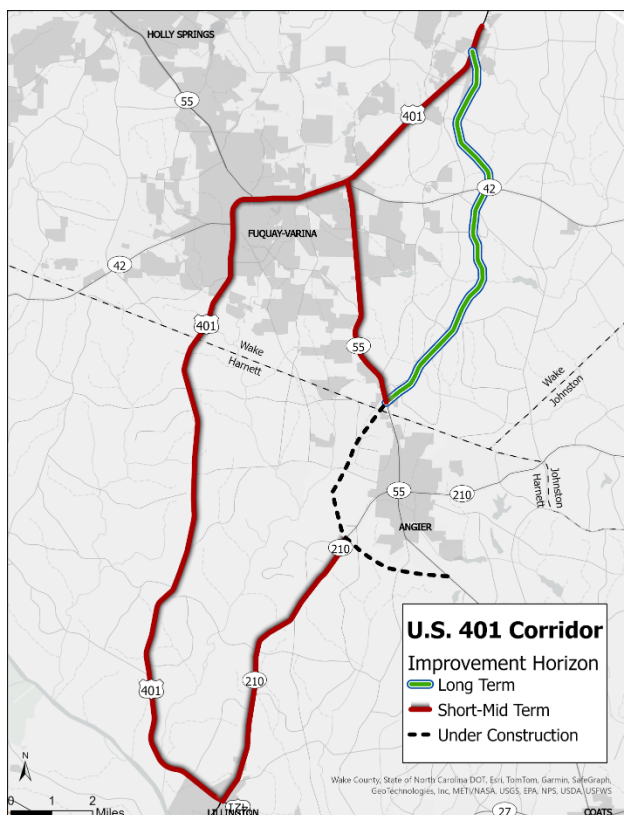 HOLLY SPRINGS
55
401
42
FUQUAY-VARINA
42
401
Wake
Harnett
55
Wake
Johnston
Johnston
Harnett
55
210
ANGIER
210
U.S. 401 Corridor
Improvement Horizon
Long Term
Short-Mid Term
Under Construction
401
210
N
Wake County, State of North Carolina DOT, Esri, TomTom, Garmin, SafeGraph,
GeoTechnologies, Inc, METI/NASA, USGS, EPA, NPS, USDA, USFWS
0 1 2
Miles
LILLINGTON
27
COATS